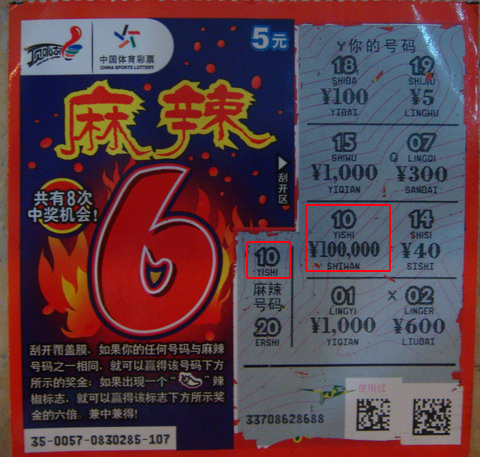 顶呱刮
中国体育彩票
CHINA SPORTS LOTTERY
5元
麻辣
6
共有8次
中奖机会!
刮开区
刮开覆盖膜,如果你的任何号码与麻辣
号码之一相同,就可以赢得该号码下方
所示的奖金;如果出现一个“ ”辣
椒标志,就可以赢得该标志下方所示奖
金的六倍。兼中兼得!
35-0057-0830285-107
10
YISHI
麻辣
号码
20
ERSHI
Y你的号码
18 19
SHIBA SHIJIU
¥100 ¥5
YIBAI LINGWU
15 Q 07
SHIWU LINGQI
¥1,000 ¥300
YIQIAN SANBAI
10 14
YISHI SHISI
¥100,000 ¥40
SHIWAN SISHI
01 × 02
LINGYI LINGER
¥1,000 ¥600
YIQIAN LIUBAI
使用过
33708628688